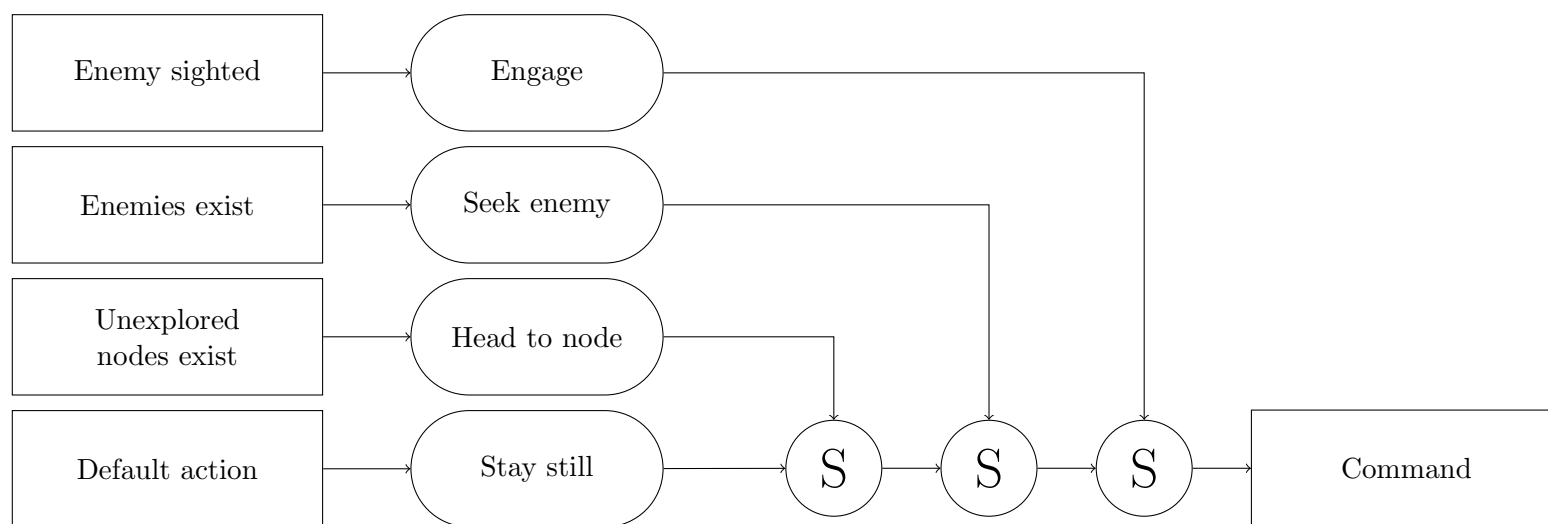 Enemy sighted
Engage
Enemies exist
Seek enemy
Unexplored
nodes exist
Head to node
Default action
Stay still
S
S
S
Command